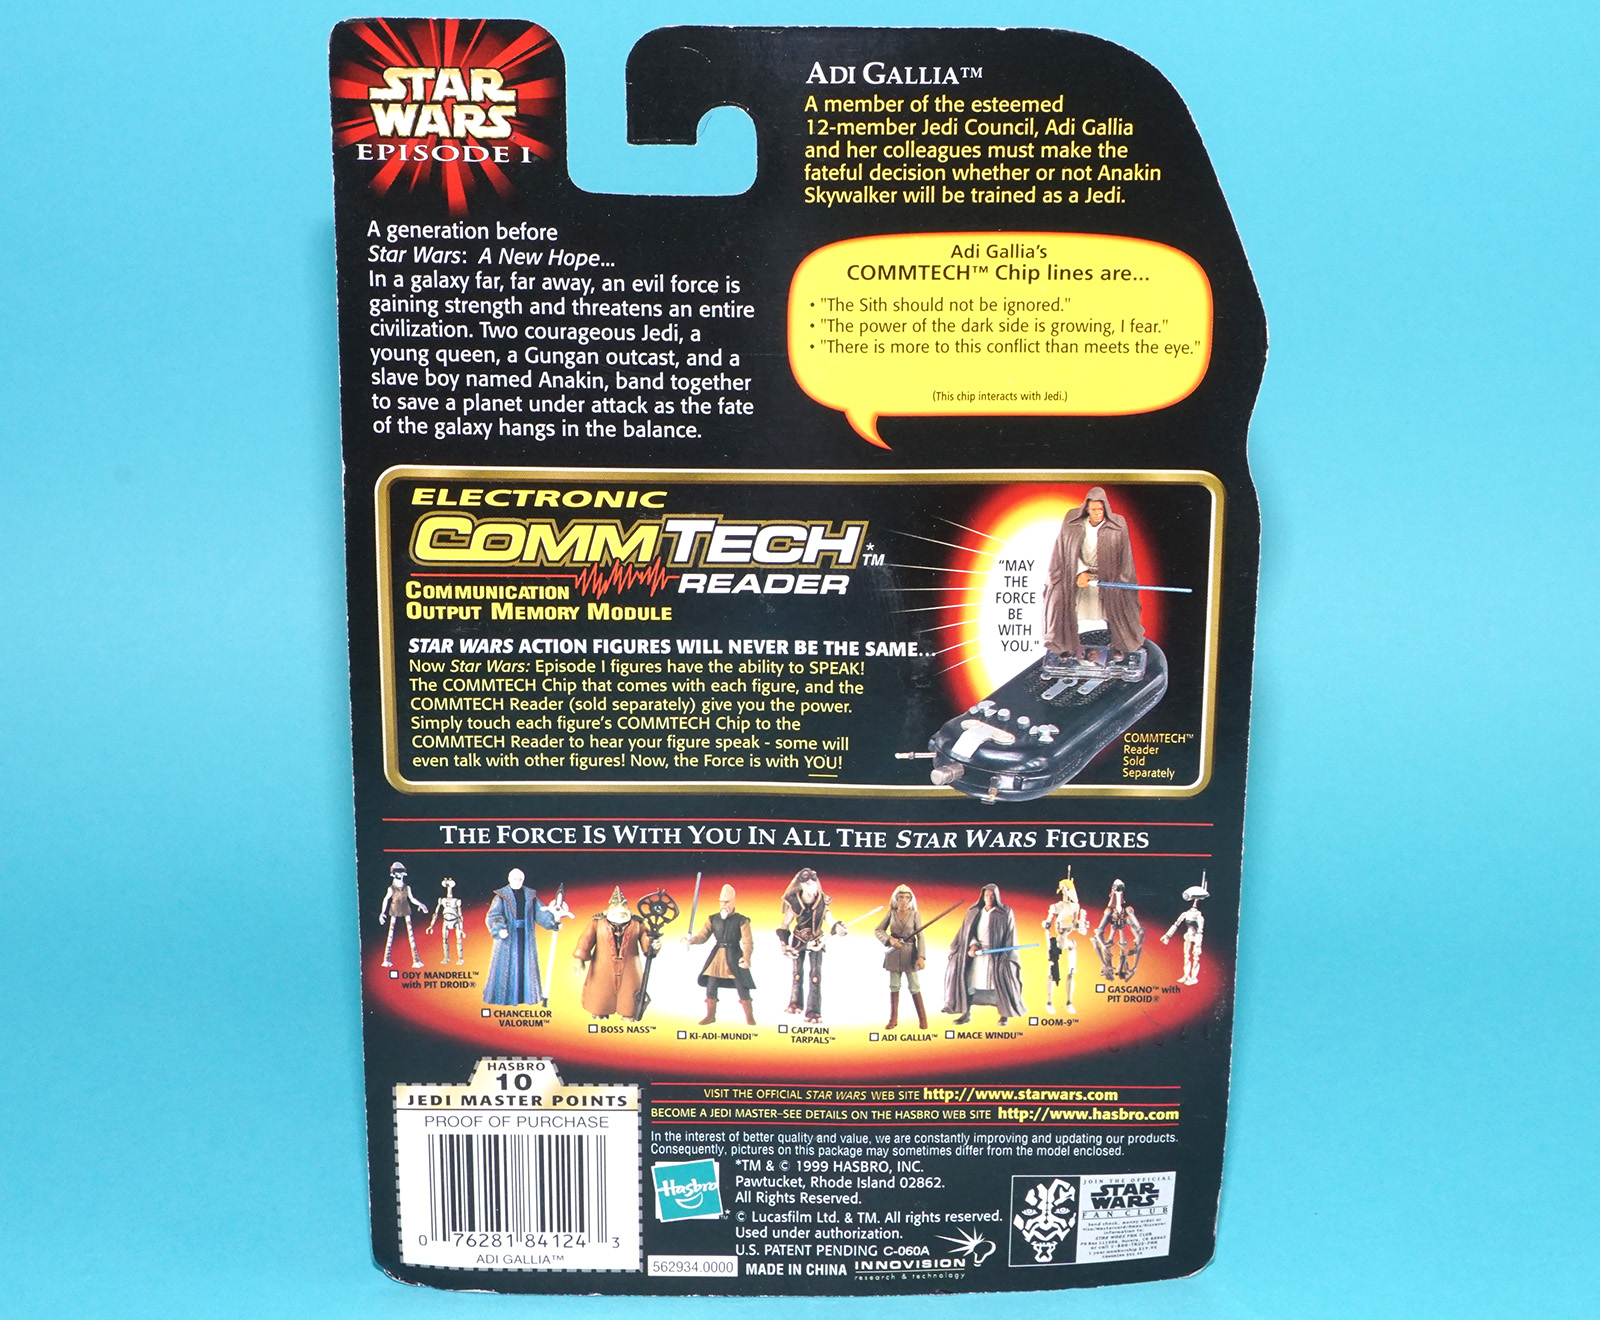 STAR
WARS
EPISODE I
ADI GALLIA™
A member of the esteemed
12-member Jedi Council, Adi Gallia
and her colleagues must make the
fateful decision whether or not Anakin
Skywalker will be trained as a Jedi.
A generation before
Star Wars: A New Hope...
In a galaxy far, far away, an evil force is
gaining strength and threatens an entire
civilization. Two courageous Jedi, a
young queen, a Gungan outcast, and a
slave boy named Anakin, band together
to save a planet under attack as the fate
of the galaxy hangs in the balance.
Adi Gallia's
COMMTECH™ Chip lines are...
• "The Sith should not be ignored."
• "The power of the dark side is growing, I fear."
• "There is more to this conflict than meets the eye."
(This chip interacts with Jedi.)
ELECTRONIC
COMMTECH*™
READER
COMMUNICATION
OUTPUT MEMORY MODULE
STAR WARS ACTION FIGURES WILL NEVER BE THE SAME...
Now Star Wars: Episode I figures have the ability to SPEAK!
The COMMTECH Chip that comes with each figure, and the
COMMTECH Reader (sold separately) give you the power.
Simply touch each figure's COMMTECH Chip to the
COMMTECH Reader to hear your figure speak - some will
even talk with other figures! Now, the Force is with YOU!
"MAY
THE
FORCE
BE
WITH
YOU."
COMMTECH™
Reader
Sold
Separately
THE FORCE IS WITH YOU IN ALL THE STAR WARS FIGURES
ODY MANDRELL™
with PIT DROID®
CHANCELLOR
VALORUM™
BOSS NASS™
KI-ADI-MUNDI™
CAPTAIN
TARPALS™
ADI GALLIA™
MACE WINDU™
OOM-9™
GASGANO™ with
PIT DROID®
HASBRO
10
JEDI MASTER POINTS
PROOF OF PURCHASE
0 76281 84124 3
ADI GALLIA™
VISIT THE OFFICIAL STAR WARS WEB SITE http://www.starwars.com
BECOME A JEDI MASTER–SEE DETAILS ON THE HASBRO WEB SITE http://www.hasbro.com
In the interest of better quality and value, we are constantly improving and updating our products.
Consequently, pictures on this package may sometimes differ from the model enclosed.
Hasbro
*TM & © 1999 HASBRO, INC.
Pawtucket, Rhode Island 02862.
All Rights Reserved.
© Lucasfilm Ltd. & TM. All rights reserved.
Used under authorization.
U.S. PATENT PENDING C-060A
562934.0000
MADE IN CHINA
INNOVISION
research & technology
JOIN THE OFFICIAL
STAR
WARS
FAN CLUB